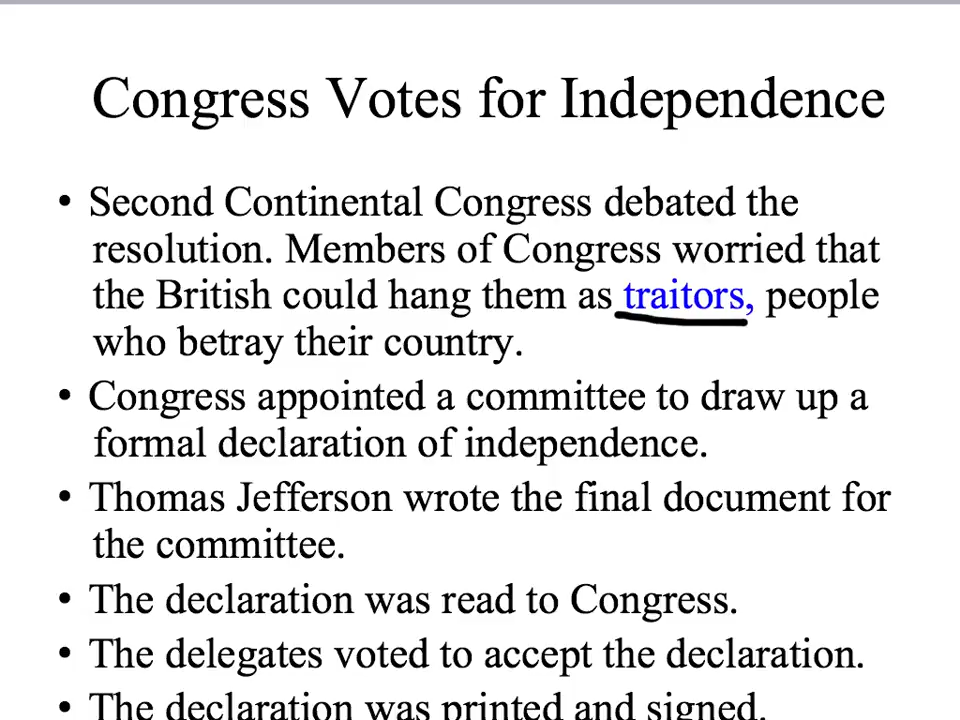 Congress Votes for Independence
• Second Continental Congress debated the
resolution. Members of Congress worried that
the British could hang them as traitors, people
who betray their country.
• Congress appointed a committee to draw up a
formal declaration of independence.
• Thomas Jefferson wrote the final document for
the committee.
• The declaration was read to Congress.
• The delegates voted to accept the declaration.
• The declaration was printed and signed.